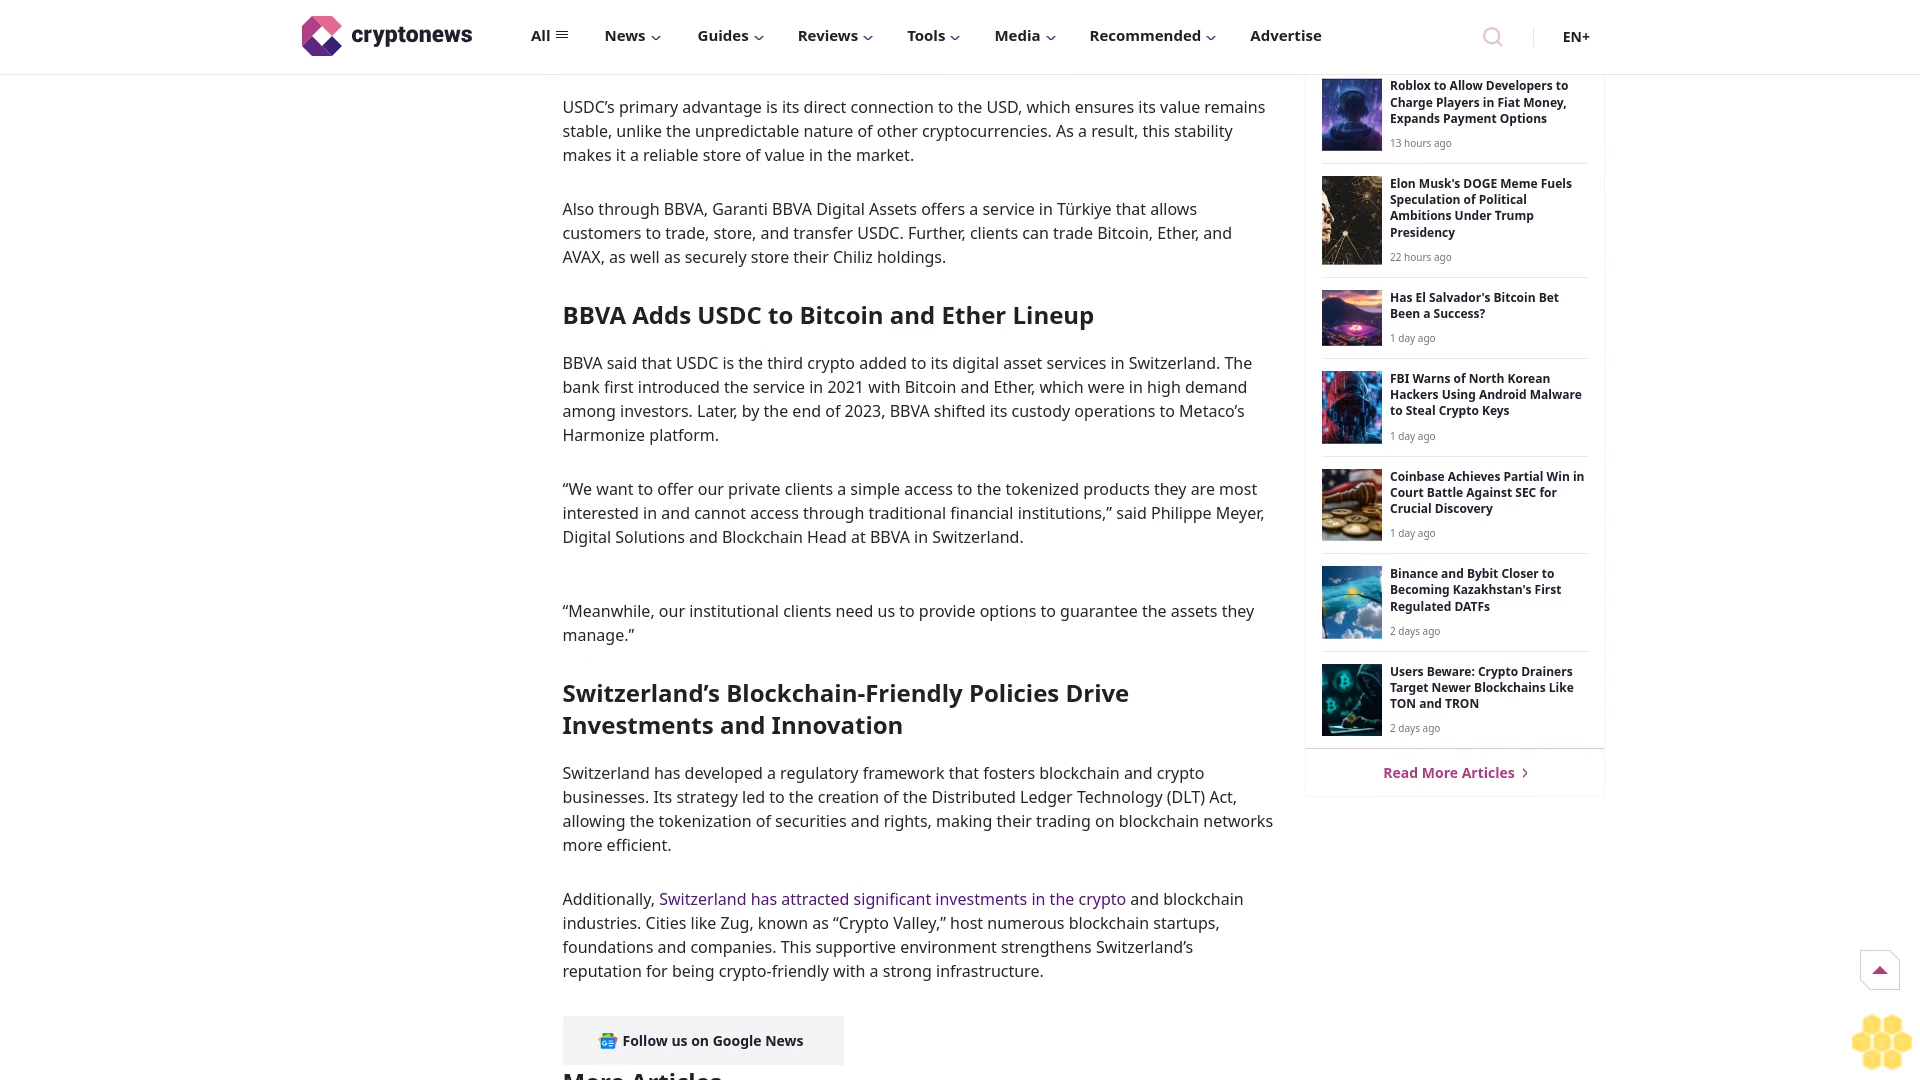 cryptonews
All
News
Guides
Reviews
Tools
Media
Recommended
Advertise
EN+
USDC’s primary advantage is its direct connection to the USD, which ensures its value remains
stable, unlike the unpredictable nature of other cryptocurrencies. As a result, this stability
makes it a reliable store of value in the market.
Also through BBVA, Garanti BBVA Digital Assets offers a service in Türkiye that allows
customers to trade, store, and transfer USDC. Further, clients can trade Bitcoin, Ether, and
AVAX, as well as securely store their Chiliz holdings.
BBVA Adds USDC to Bitcoin and Ether Lineup
BBVA said that USDC is the third crypto added to its digital asset services in Switzerland. The
bank first introduced the service in 2021 with Bitcoin and Ether, which were in high demand
among investors. Later, by the end of 2023, BBVA shifted its custody operations to Metaco’s
Harmonize platform.
“We want to offer our private clients a simple access to the tokenized products they are most
interested in and cannot access through traditional financial institutions,” said Philippe Meyer,
Digital Solutions and Blockchain Head at BBVA in Switzerland.
“Meanwhile, our institutional clients need us to provide options to guarantee the assets they
manage.”
Switzerland’s Blockchain-Friendly Policies Drive
Investments and Innovation
Switzerland has developed a regulatory framework that fosters blockchain and crypto
businesses. Its strategy led to the creation of the Distributed Ledger Technology (DLT) Act,
allowing the tokenization of securities and rights, making their trading on blockchain networks
more efficient.
Additionally, Switzerland has attracted significant investments in the crypto and blockchain
industries. Cities like Zug, known as “Crypto Valley,” host numerous blockchain startups,
foundations and companies. This supportive environment strengthens Switzerland’s
reputation for being crypto-friendly with a strong infrastructure.
Follow us on Google News
More Articles
Roblox to Allow Developers to
Charge Players in Fiat Money,
Expands Payment Options
13 hours ago
Elon Musk's DOGE Meme Fuels
Speculation of Political
Ambitions Under Trump
Presidency
22 hours ago
Has El Salvador's Bitcoin Bet
Been a Success?
1 day ago
FBI Warns of North Korean
Hackers Using Android Malware
to Steal Crypto Keys
1 day ago
Coinbase Achieves Partial Win in
Court Battle Against SEC for
Crucial Discovery
1 day ago
Binance and Bybit Closer to
Becoming Kazakhstan's First
Regulated DATFs
2 days ago
Users Beware: Crypto Drainers
Target Newer Blockchains Like
TON and TRON
2 days ago
Read More Articles